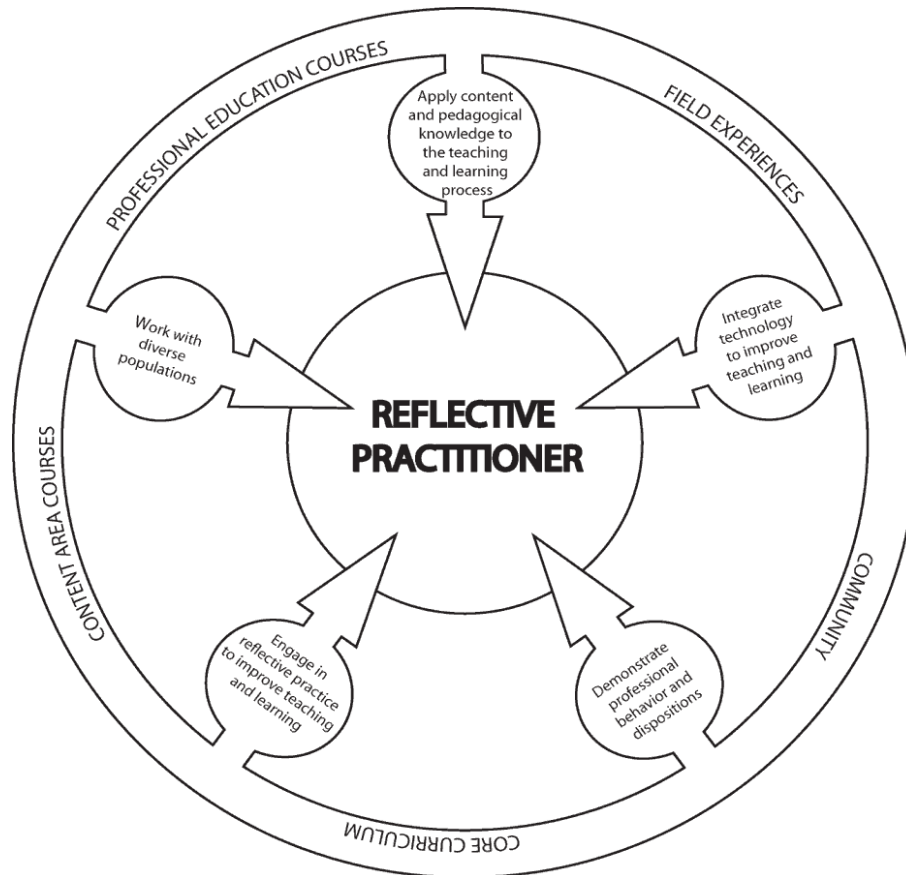 PROFESSIONAL EDUCATION COURSES
FIELD EXPERIENCES
Apply content
and pedagogical
knowledge to
the teaching
and learning
process
Work with
diverse
populations
Integrate
technology
to improve
teaching and
learning
REFLECTIVE
PRACTITIONER
CONTENT AREA COURSES
COMMUNITY
Engage in
reflective practice
to improve teaching
and learning
Demonstrate
professional
behavior and
dispositions
CORE CURRICULUM